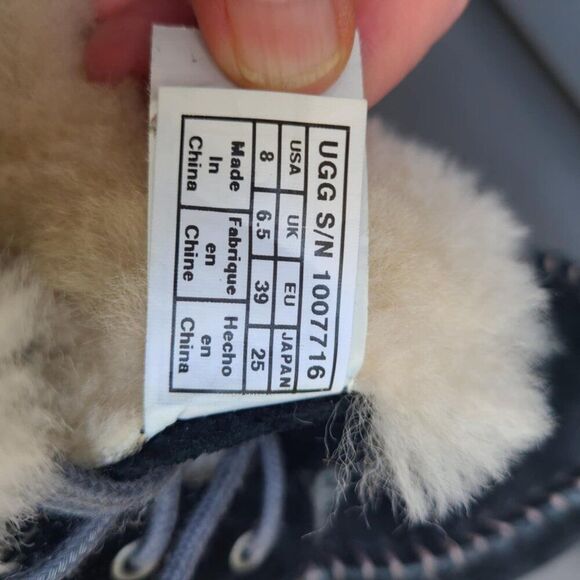 UGG S/N 1007716
USA UK EU JAPAN
8 6.5 39 25
Made Fabrique Hecho
In en en
China Chine China